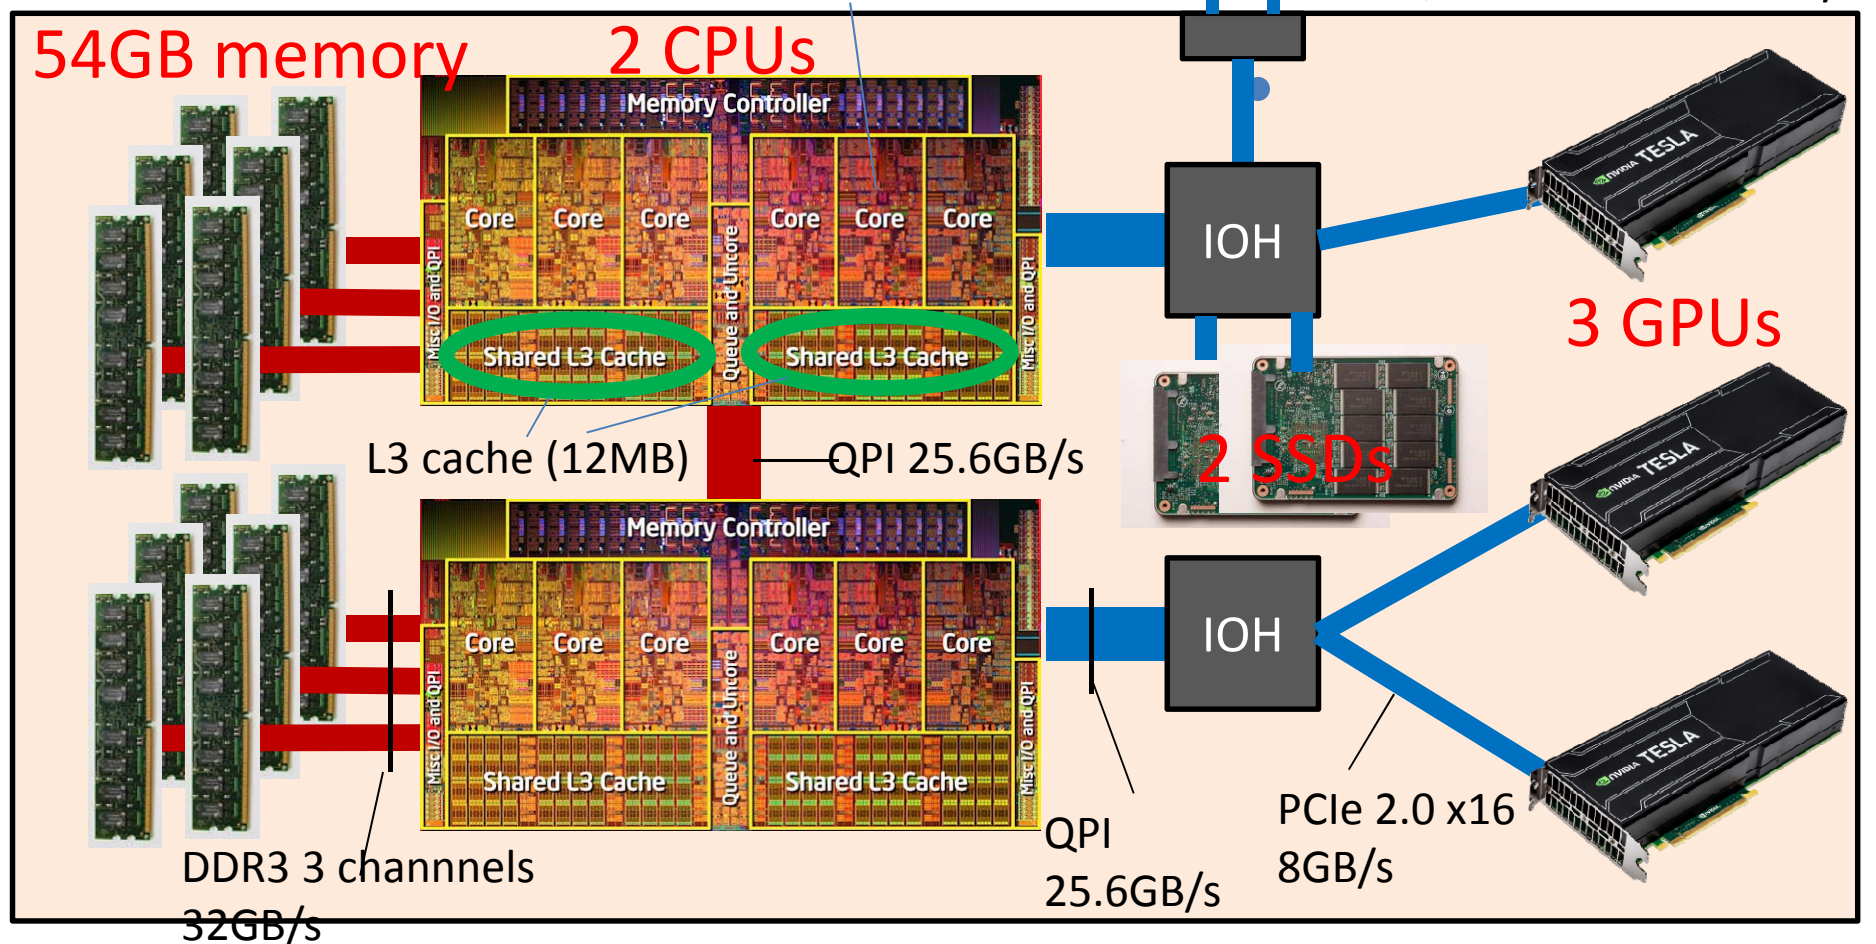 54GB memory
2 CPUs
Memory Controller
Core Core Core Core Core Core
Misc I/O and QPI
Queue and Uncore
Misc I/O and QPI
Shared L3 Cache Shared L3 Cache
IOH
NVIDIA TESLA
3 GPUs
L3 cache (12MB)
QPI 25.6GB/s
2 SSDs
NVIDIA TESLA
Memory Controller
Core Core Core Core Core Core
Misc I/O and QPI
Queue and Uncore
Misc I/O and QPI
Shared L3 Cache Shared L3 Cache
IOH
NVIDIA TESLA
DDR3 3 channnels
32GB/s
QPI
25.6GB/s
PCIe 2.0 x16
8GB/s